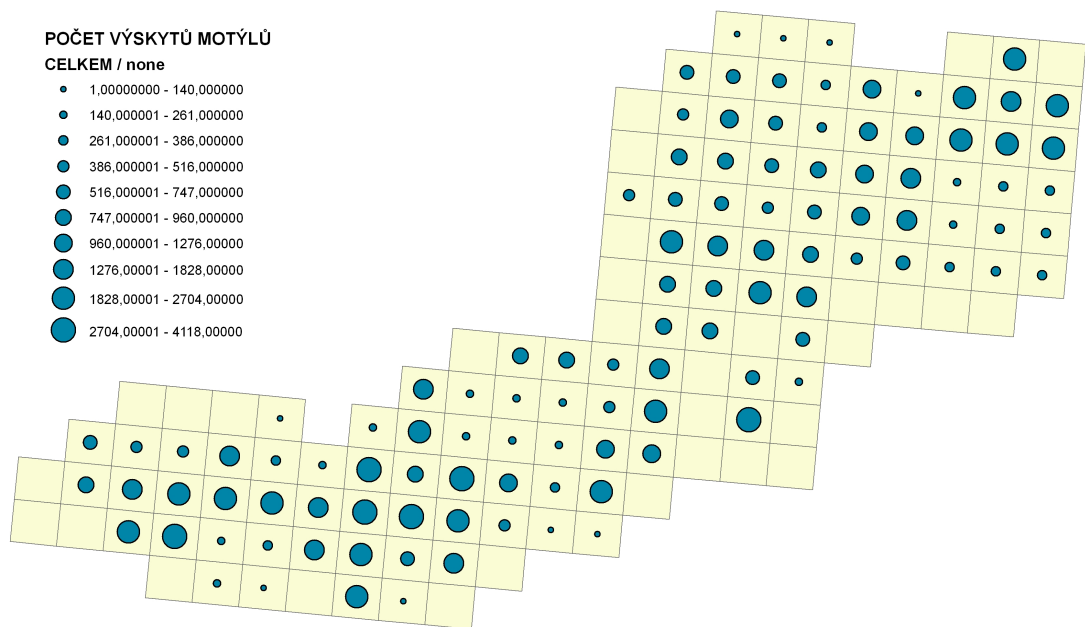 POČET VÝSKYTŮ MOTÝLŮ
CELKEM / none
1,00000000 - 140,000000
140,000001 - 261,000000
261,000001 - 386,000000
386,000001 - 516,000000
516,000001 - 747,000000
747,000001 - 960,000000
960,000001 - 1276,00000
1276,00001 - 1828,00000
1828,00001 - 2704,00000
2704,00001 - 4118,00000